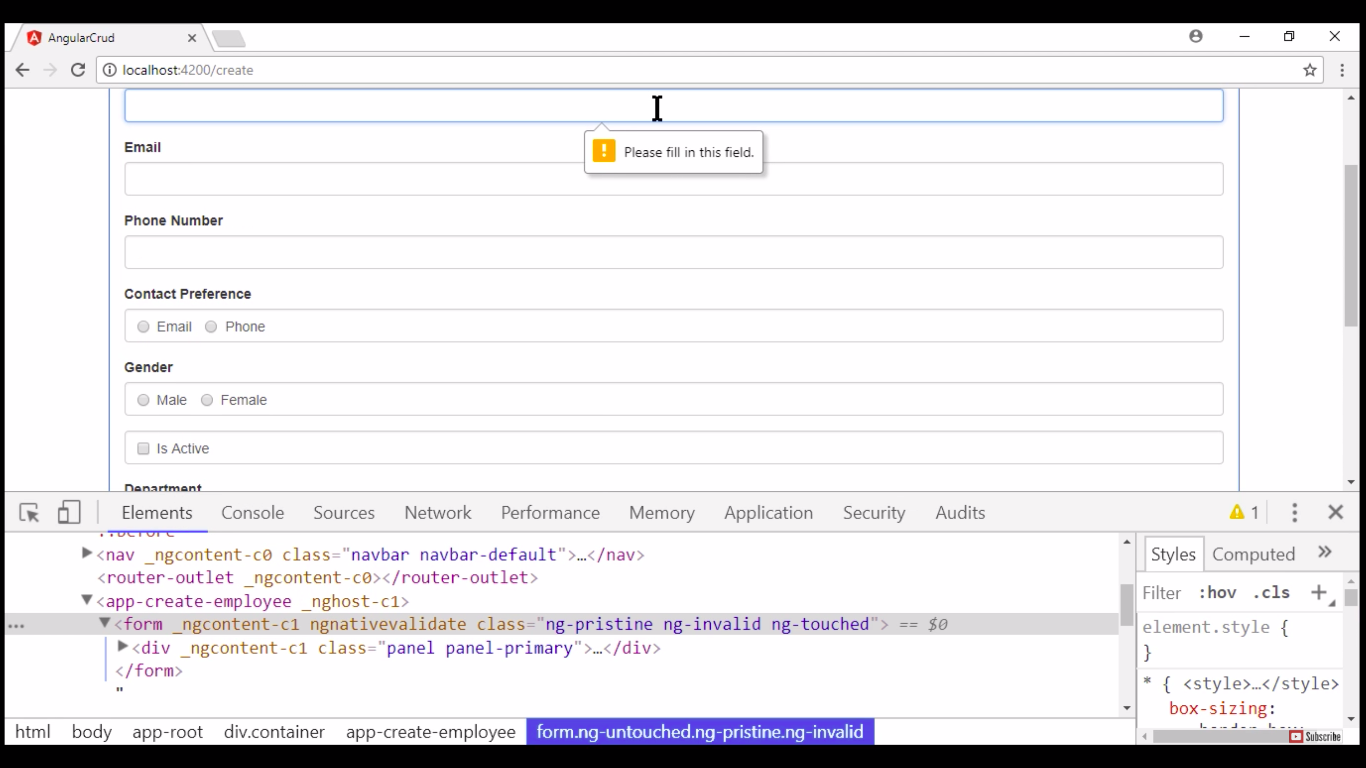 AngularCrud
localhost:4200/create
Please fill in this field.
Email
Phone Number
Contact Preference
Email Phone
Gender
Male Female
Is Active
Department
Elements Console Sources Network Performance Memory Application Security Audits 1
::before
<nav _ngcontent-c0 class="navbar navbar-default">…</nav>
<router-outlet _ngcontent-c0></router-outlet>
<app-create-employee _nghost-c1>
<form _ngcontent-c1 ngnativevalidate class="ng-pristine ng-invalid ng-touched"> == $0
<div _ngcontent-c1 class="panel panel-primary">…</div>
</form>
"
html body app-root div.container app-create-employee form.ng-untouched.ng-pristine.ng-invalid
Styles Computed »
Filter :hov .cls +
element.style {
}
* { <style>…</style>
box-sizing:
border-box
Subscribe